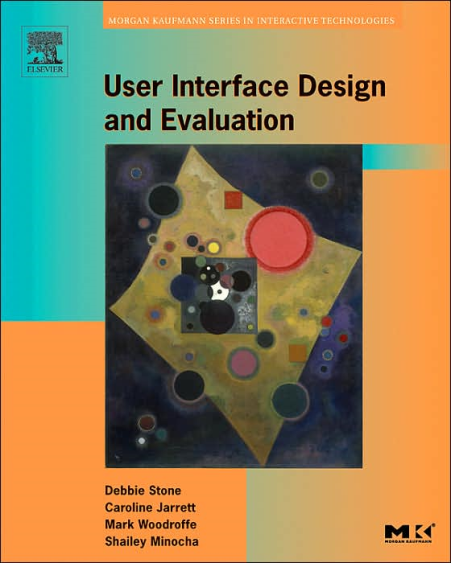 MORGAN KAUFMANN SERIES IN INTERACTIVE TECHNOLOGIES
ELSEVIER
User Interface Design
and Evaluation
Debbie Stone
Caroline Jarrett
Mark Woodroffe
Shailey Minocha
MK®
MORGAN KAUFMANN